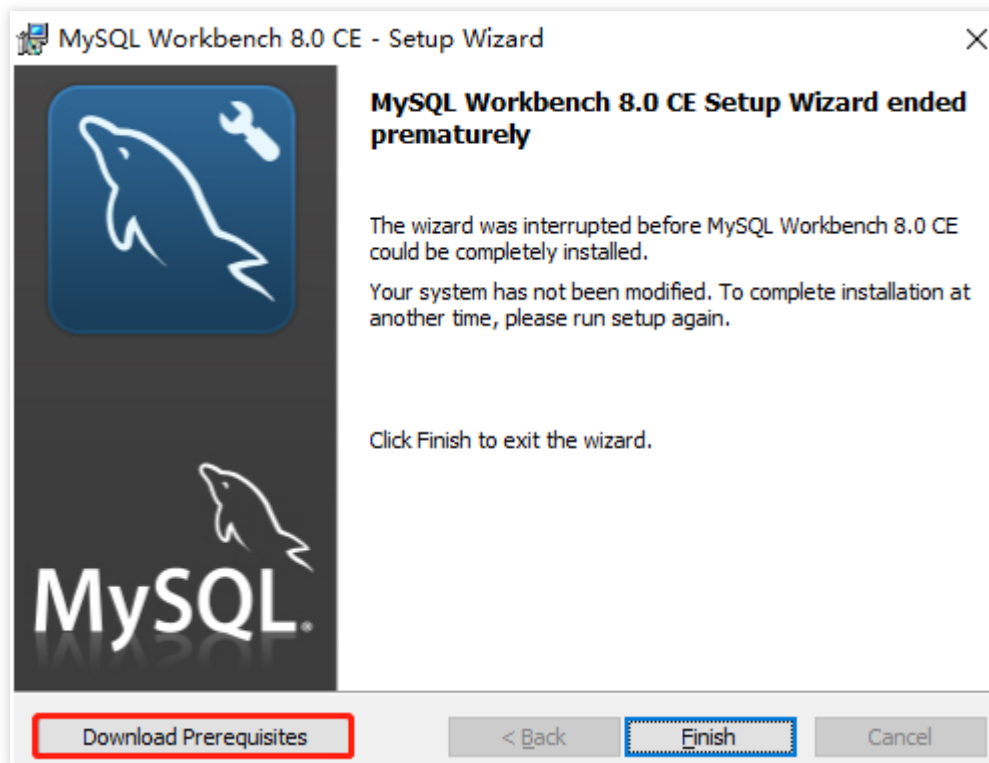 MySQL Workbench 8.0 CE - Setup Wizard
MySQL Workbench 8.0 CE Setup Wizard ended
prematurely
The wizard was interrupted before MySQL Workbench 8.0 CE
could be completely installed.
Your system has not been modified. To complete installation at
another time, please run setup again.
Click Finish to exit the wizard.
MySQL®
Download Prerequisites
< Back
Finish
Cancel